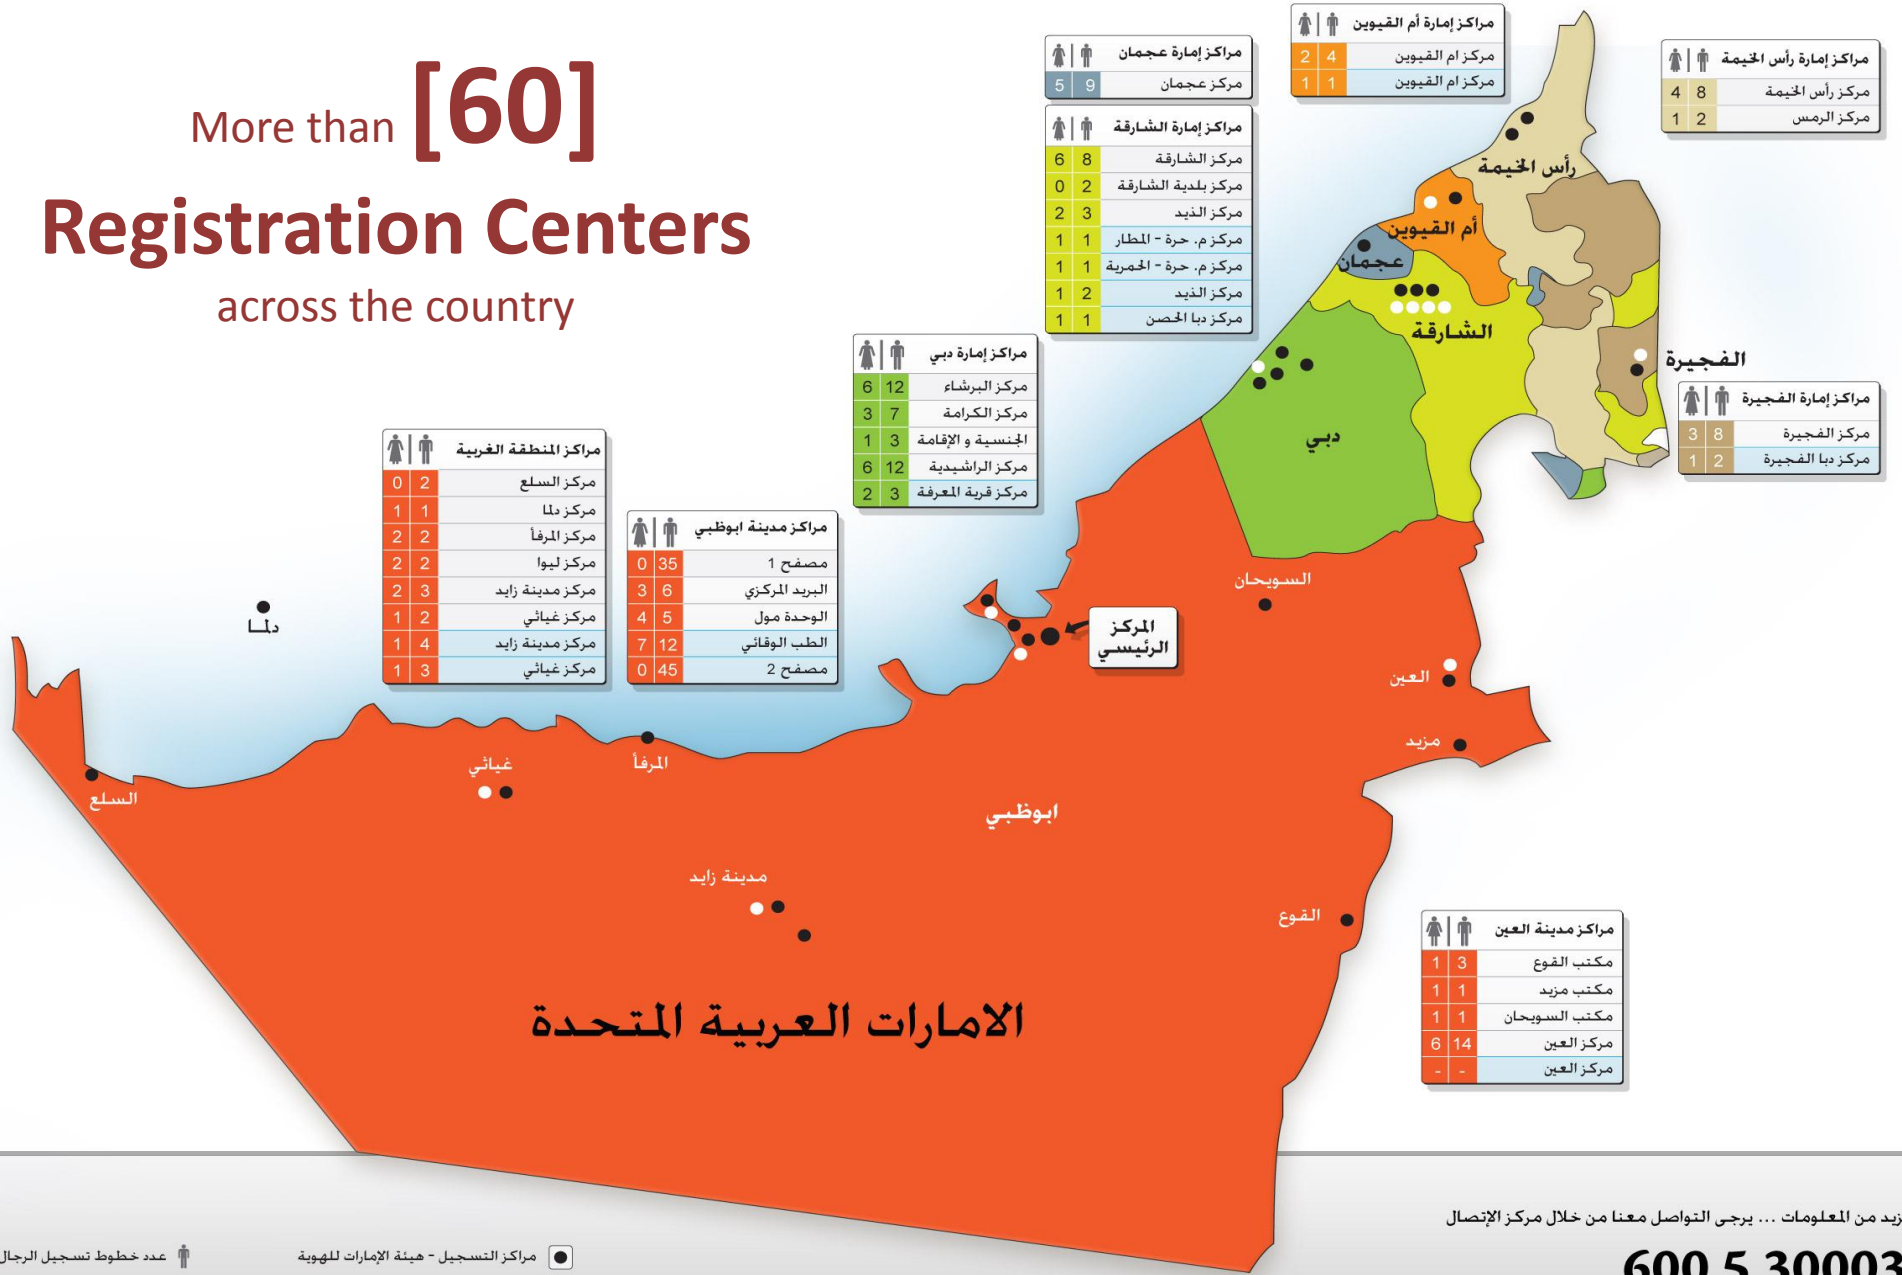 More than [60]
Registration Centers
across the country
مراكز إمارة أم القيوين
مركز ام القيوين 4 2
مركز ام القيوين 1 1
مراكز إمارة عجمان
مركز عجمان 9 5
مراكز إمارة رأس الخيمة
مركز رأس الخيمة 8 4
مركز الرمس 2 1
مراكز إمارة الشارقة
مركز الشارقة 8 6
مركز بلدية الشارقة 2 0
مركز الذيد 3 2
مركز م. حرة - المطار 1 1
مركز م. حرة - الحمرية 1 1
مركز الذيد 2 1
مركز دبا الحصن 1 1
مراكز إمارة دبي
مركز البرشاء 12 6
مركز الكرامة 7 3
الجنسية و الإقامة 3 1
مركز الراشيدية 12 6
مركز قرية المعرفة 3 2
مراكز إمارة الفجيرة
مركز الفجيرة 8 3
مركز دبا الفجيرة 2 1
مراكز المنطقة الغربية
مركز السلع 2 0
مركز دلما 1 1
مركز المرفأ 2 2
مركز ليوا 2 2
مركز مدينة زايد 3 2
مركز غياثي 2 1
مركز مدينة زايد 4 1
مركز غياثي 3 1
مراكز مدينة ابوظبي
مصفح 1 35 0
البريد المركزي 6 3
الوحدة مول 5 4
الطب الوقائي 12 7
مصفح 2 45 0
مراكز مدينة العين
مكتب القوع 3 1
مكتب مزيد 1 1
مكتب السويحان 1 1
مركز العين 14 6
مركز العين - -
رأس الخيمة
أم القيوين
عجمان
الشارقة
الفجيرة
دبي
السويحان
المركز
الرئيسي
دلما
العين
مزيد
المرفأ
غياثي
السلع
ابوظبي
مدينة زايد
القوع
الامارات العربية المتحدة
من المعلومات ... يرجى التواصل معنا من خلال مركز الإتصال
600 5 30003
مراكز التسجيل - هيئة الإمارات للهوية
عدد خطوط تسجيل الرجال